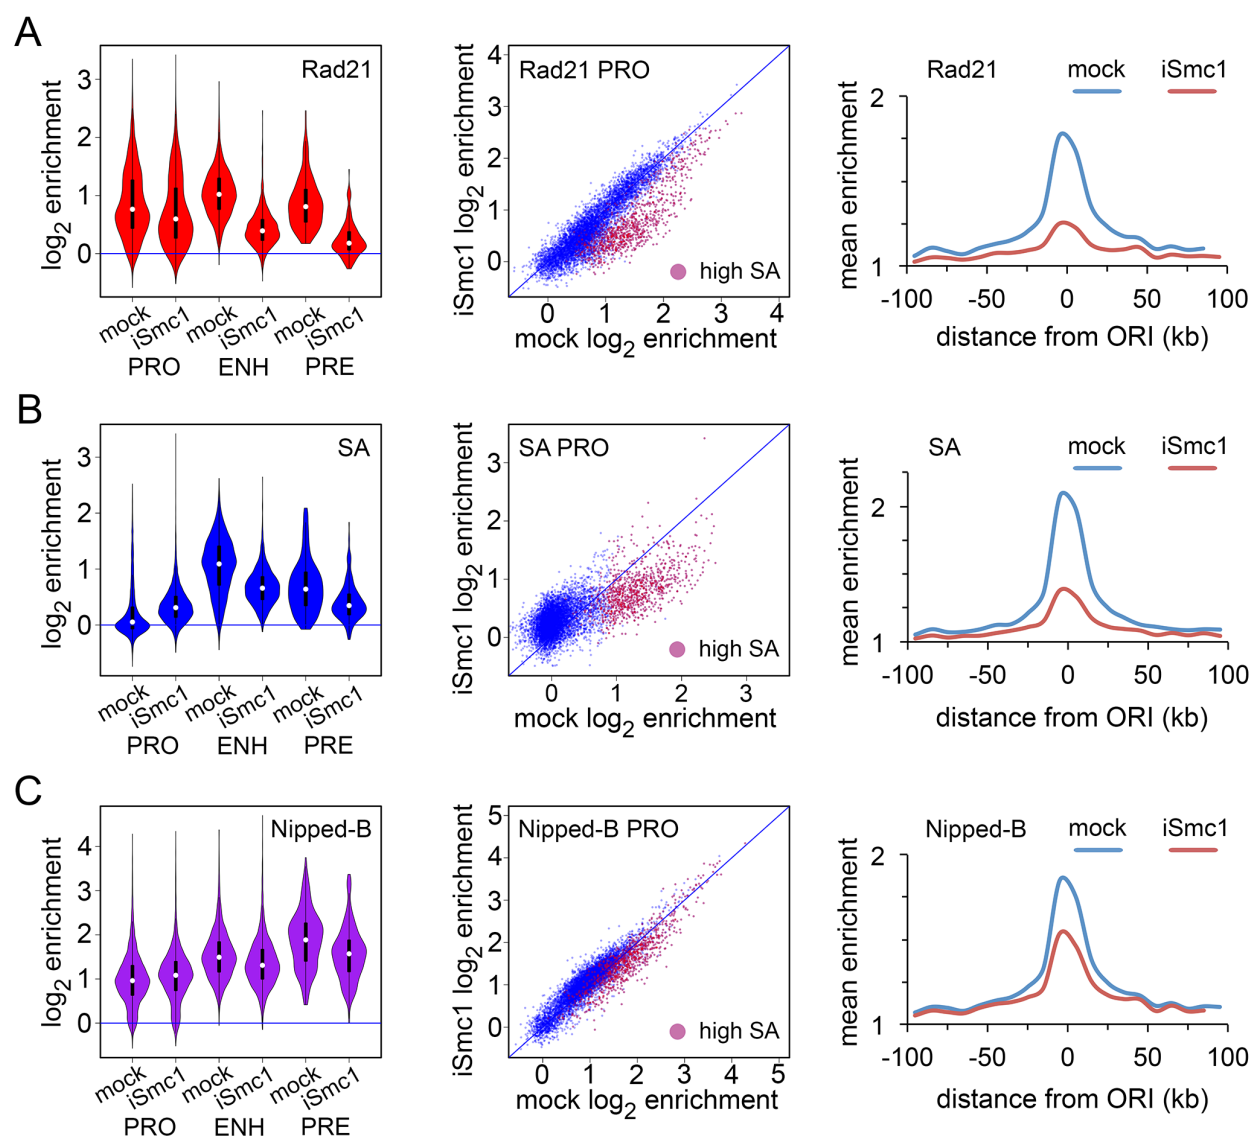 A
Rad21
log2 enrichment
3
2
1
0
mock iSmc1 mock iSmc1 mock iSmc1
PRO ENH PRE
Rad21 PRO
iSmc1 log2 enrichment
4
3
2
1
0
high SA
0 1 2 3 4
mock log2 enrichment
Rad21 mock iSmc1
mean enrichment
2
1
-100 -50 0 50 100
distance from ORI (kb)
B
SA
log2 enrichment
3
2
1
0
mock iSmc1 mock iSmc1 mock iSmc1
PRO ENH PRE
SA PRO
iSmc1 log2 enrichment
3
2
1
0
high SA
0 1 2 3
mock log2 enrichment
SA mock iSmc1
mean enrichment
2
1
-100 -50 0 50 100
distance from ORI (kb)
C
Nipped-B
log2 enrichment
4
3
2
1
0
mock iSmc1 mock iSmc1 mock iSmc1
PRO ENH PRE
Nipped-B PRO
iSmc1 log2 enrichment
5
4
3
2
1
0
high SA
0 1 2 3 4 5
mock log2 enrichment
Nipped-B mock iSmc1
mean enrichment
2
1
-100 -50 0 50 100
distance from ORI (kb)